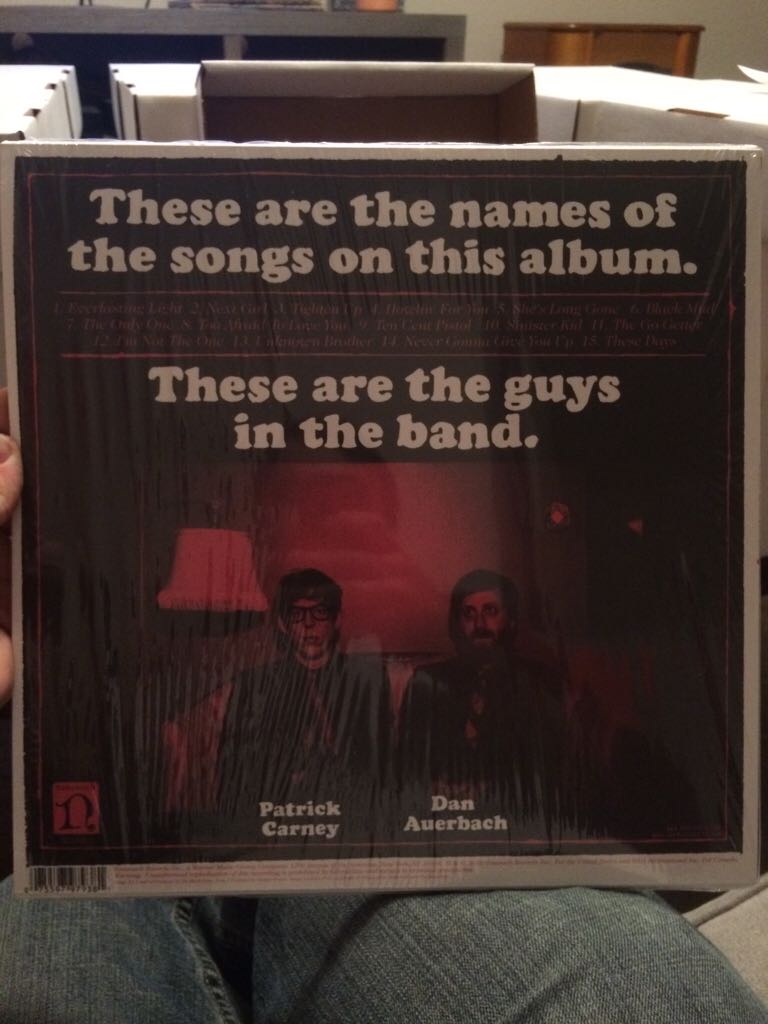 These are the names of
the songs on this album.
1. Everlasting Light 2. Next Girl 3. Tighten Up 4. Howlin' For You 5. She's Long Gone 6. Black Mud
7. The Only One 8. Too Afraid To Love You 9. Ten Cent Pistol 10. Sinister Kid 11. The Go Getter
12. I'm Not The One 13. Unknown Brother 14. Never Gonna Give You Up 15. These Days
These are the guys
in the band.
Patrick
Carney
Dan
Auerbach
n